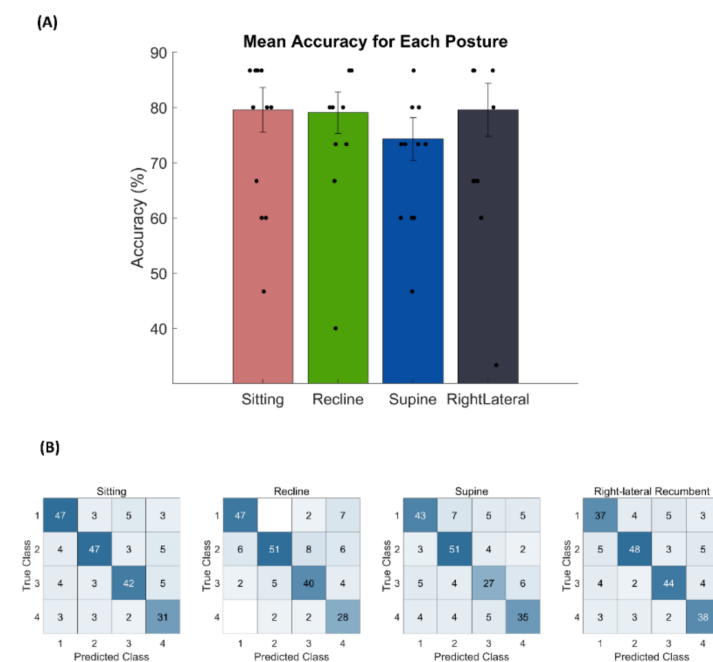 (A)
Mean Accuracy for Each Posture
90
80
70
60
50
40
Accuracy (%)
Sitting Recline Supine RightLateral
(B)
Sitting
True Class
1 47 3 5 3
2 4 47 3 5
3 4 3 42 5
4 3 3 2 31
1 2 3 4
Predicted Class
Recline
True Class
1 47 2 7
2 6 51 8 6
3 2 5 40 4
4 2 2 28
1 2 3 4
Predicted Class
Supine
True Class
1 43 7 5 5
2 3 51 4 2
3 5 4 27 6
4 4 4 5 35
1 2 3 4
Predicted Class
Right-lateral Recumbent
True Class
1 37 4 5 3
2 5 48 3 5
3 4 2 44 4
4 3 3 2 38
1 2 3 4
Predicted Class